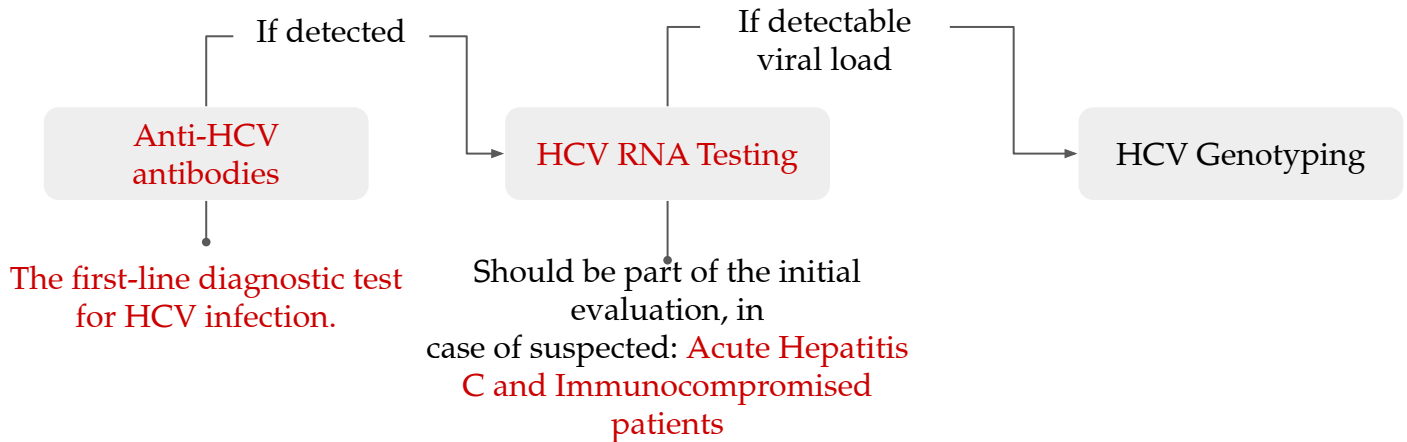 If detected
If detectable
viral load
Anti-HCV
antibodies
HCV RNA Testing
HCV Genotyping
The first-line diagnostic test
for HCV infection.
Should be part of the initial
evaluation, in
case of suspected: Acute Hepatitis
C and Immunocompromised
patients